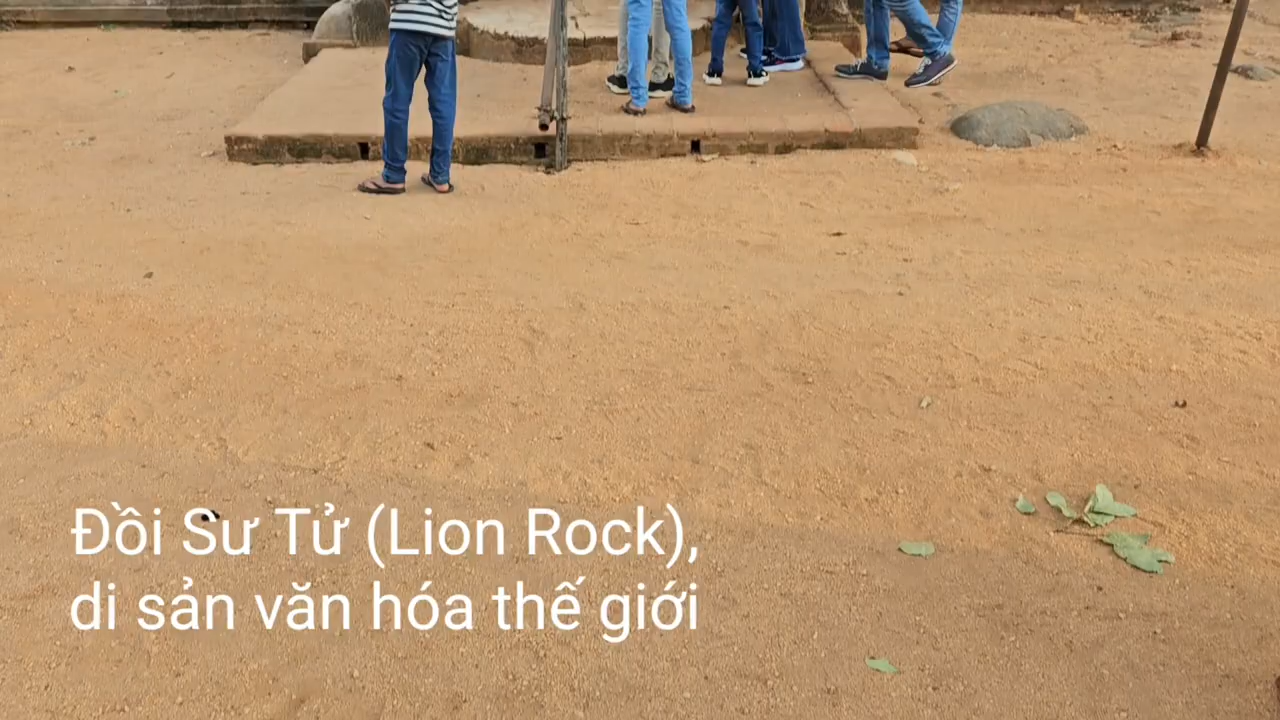 Đồi Sư Tử (Lion Rock),
di sản văn hóa thế giới